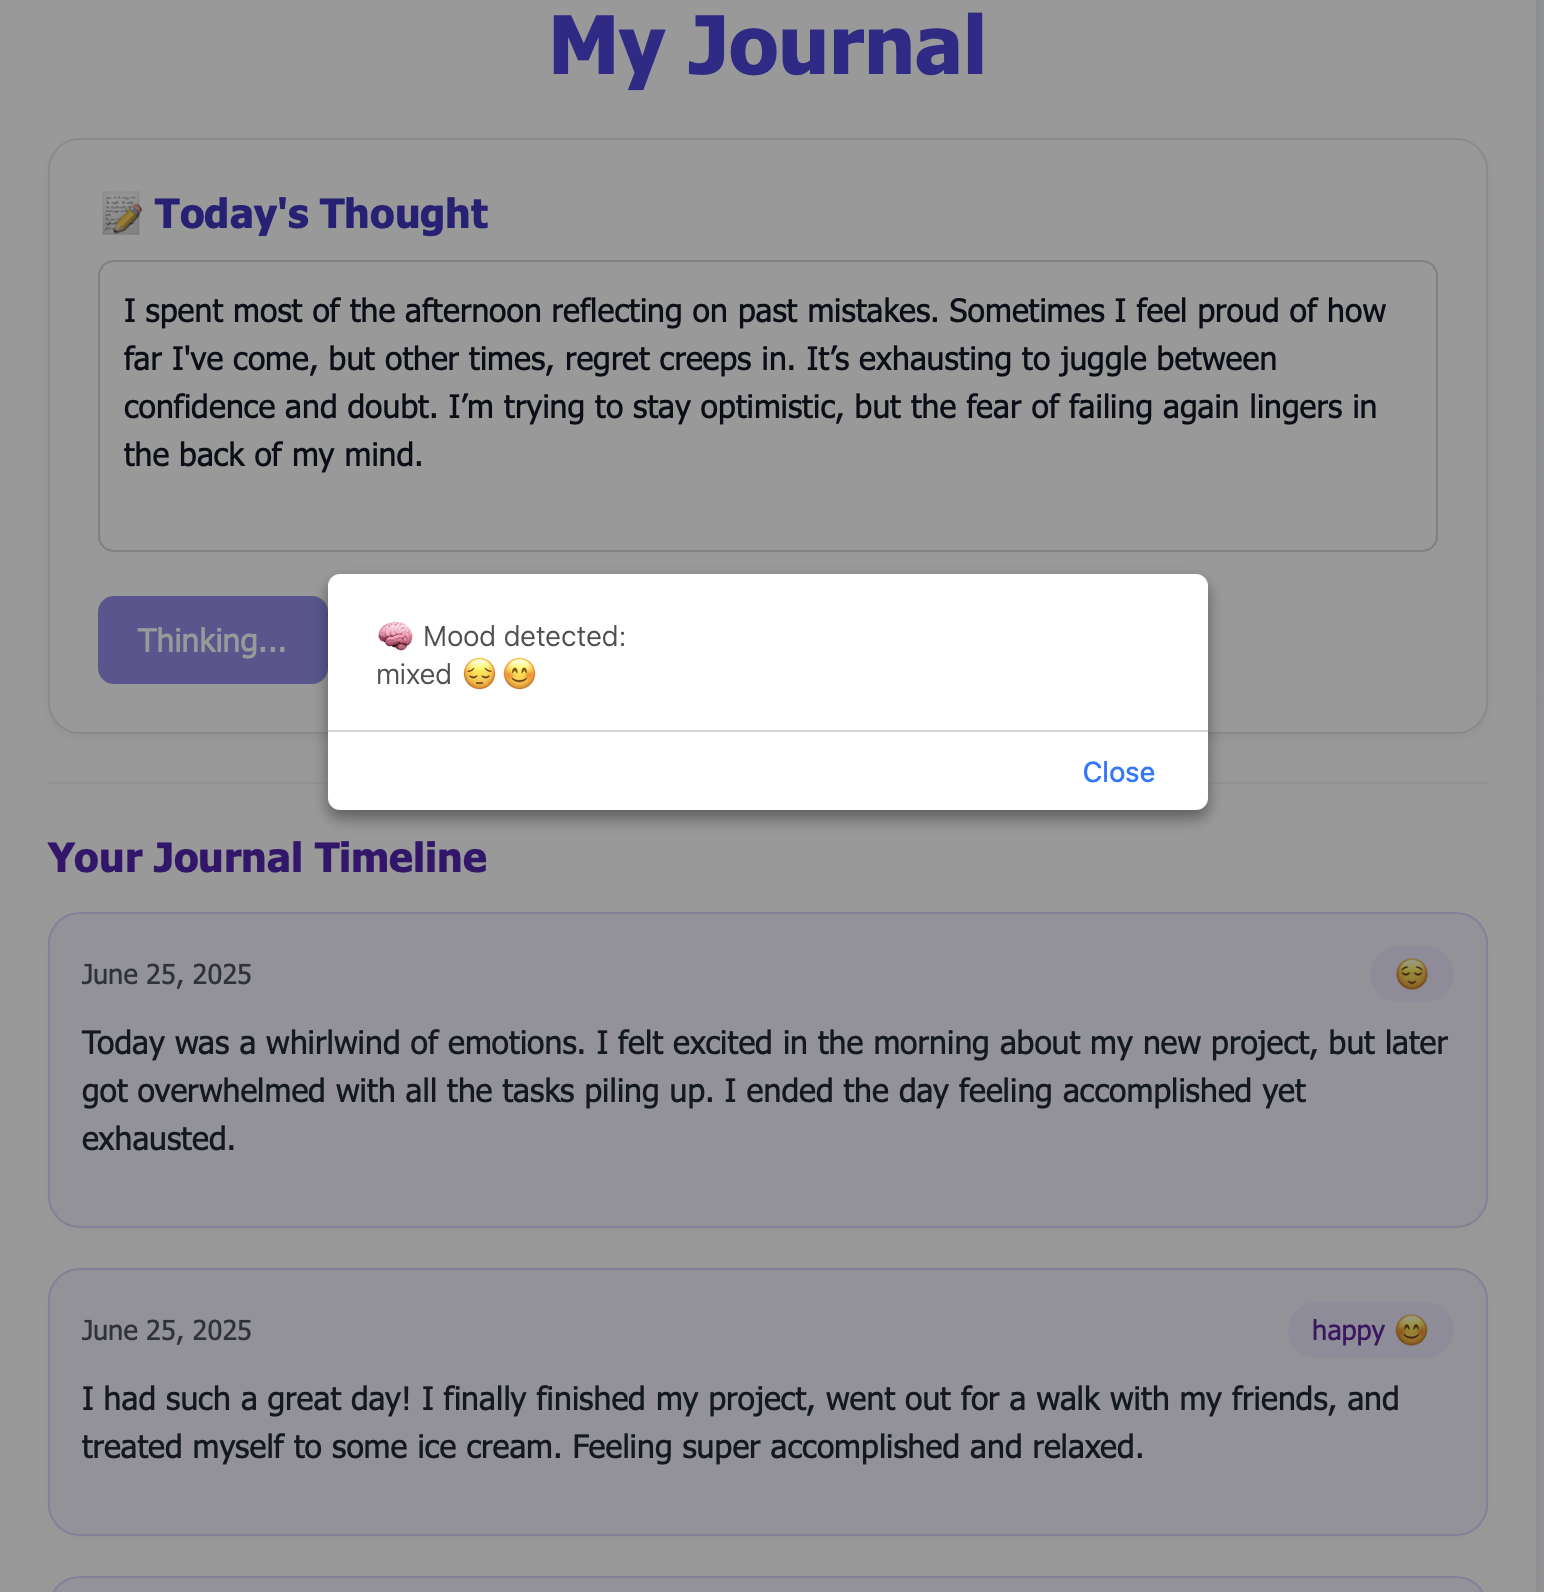 My Journal
📝 Today's Thought
I spent most of the afternoon reflecting on past mistakes. Sometimes I feel proud of how
far I've come, but other times, regret creeps in. It’s exhausting to juggle between
confidence and doubt. I’m trying to stay optimistic, but the fear of failing again lingers in
the back of my mind.
Thinking...
🧠 Mood detected:
mixed 😔😊
Close
Your Journal Timeline
June 25, 2025 😌
Today was a whirlwind of emotions. I felt excited in the morning about my new project, but later
got overwhelmed with all the tasks piling up. I ended the day feeling accomplished yet
exhausted.
June 25, 2025 happy 😊
I had such a great day! I finally finished my project, went out for a walk with my friends, and
treated myself to some ice cream. Feeling super accomplished and relaxed.